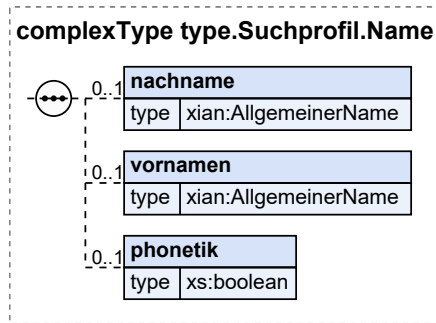 complexType type.Suchprofil.Name
0..1 nachname
type xian:AllgemeinerName
0..1 vornamen
type xian:AllgemeinerName
0..1 phonetik
type xs:boolean